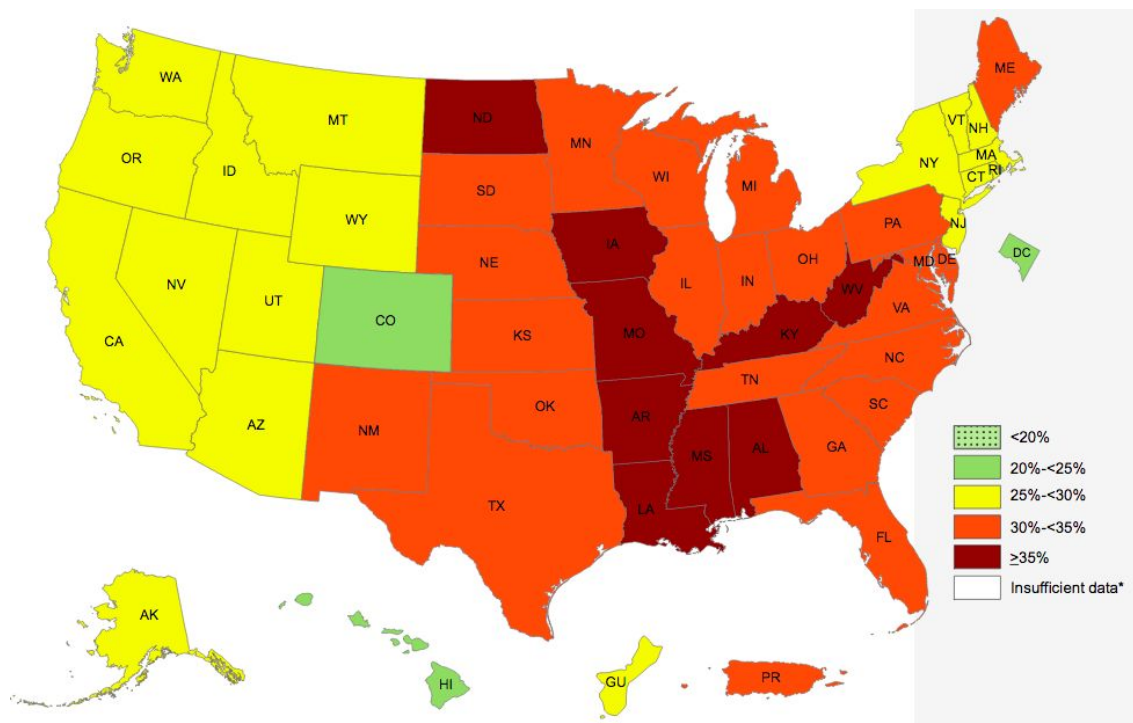 WA
MT
ND
MN
ME
VT
NH
OR
ID
SD
WI
MI
NY
MA
CT
RI
WY
IA
PA
NJ
NE
OH
MD
DE
DC
NV
UT
CO
IL
IN
WV
VA
CA
KS
MO
KY
NC
TN
AZ
NM
OK
AR
SC
MS
AL
GA
TX
LA
FL
AK
HI
GU
PR
<20%
20%-<25%
25%-<30%
30%-<35%
≥35%
Insufficient data*